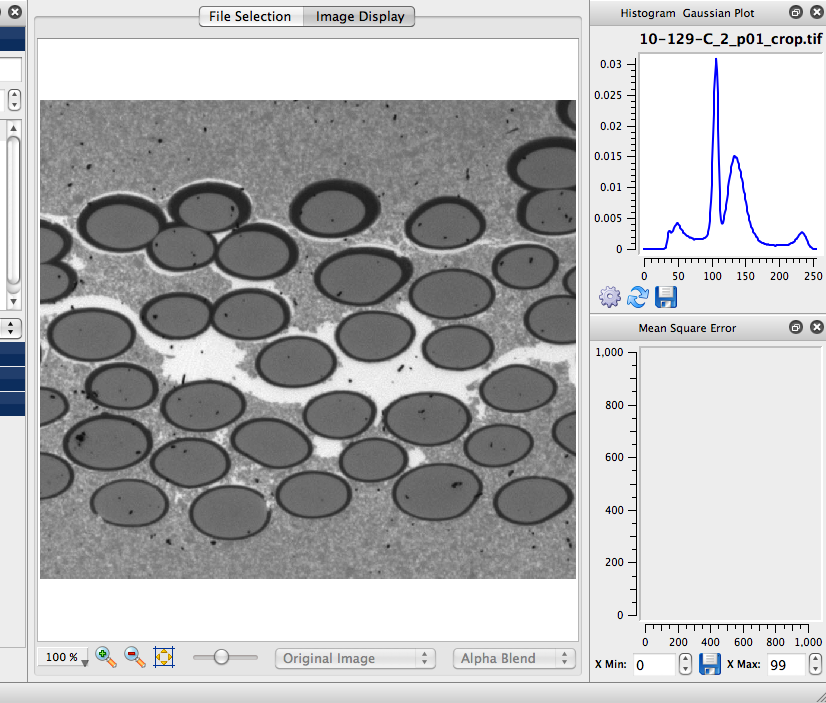 File Selection
Image Display
Histogram Gaussian Plot
10-129-C_2_p01_crop.tif
0.03
0.025
0.02
0.015
0.01
0.005
0
0 50 100 150 200 250
Mean Square Error
1,000
800
600
400
200
0
0 200 400 600 800 1,000
X Min: 0
X Max: 99
100 %
Original Image
Alpha Blend